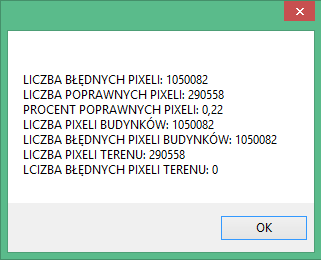 LICZBA BŁĘDNYCH PIXELI: 1050082
LICZBA POPRAWNYCH PIXELI: 290558
PROCENT POPRAWNYCH PIXELI: 0,22
LICZBA PIXELI BUDYNKÓW: 1050082
LICZBA BŁĘDNYCH PIXELI BUDYNKÓW: 1050082
LICZBA PIXELI TERENU: 290558
LCIZBA BŁĘDNYCH PIXELI TERENU: 0
OK